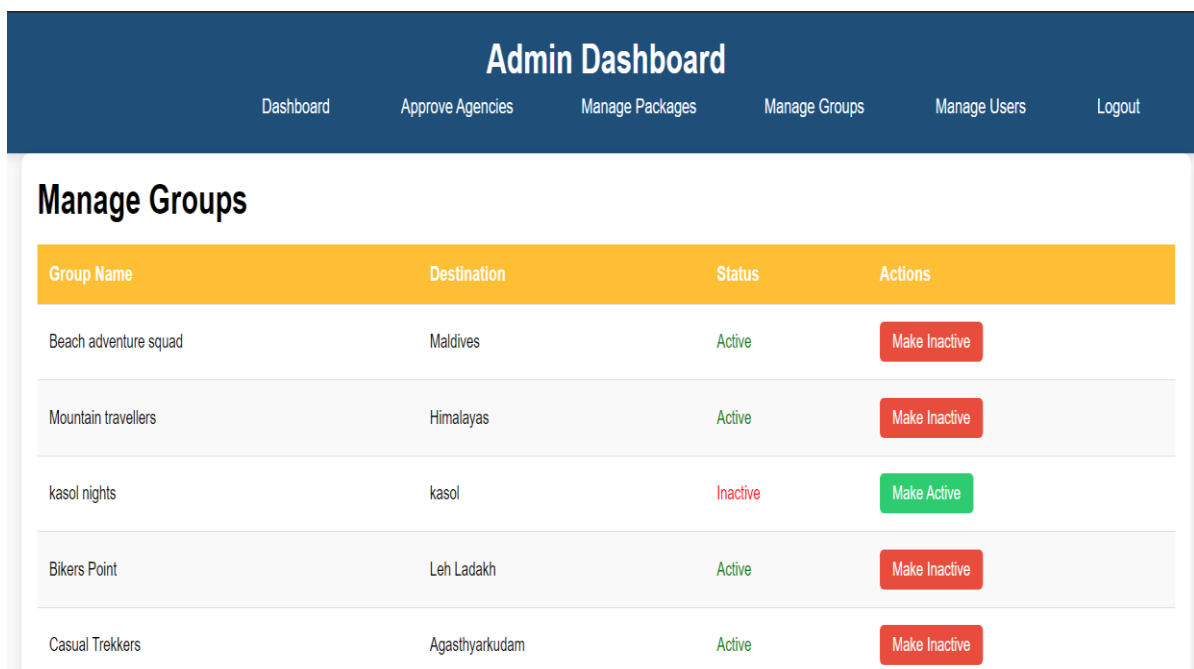 Admin Dashboard
Dashboard Approve Agencies Manage Packages Manage Groups Manage Users Logout
Manage Groups
Group Name Destination Status Actions
Beach adventure squad Maldives Active Make Inactive
Mountain travellers Himalayas Active Make Inactive
kasol nights kasol Inactive Make Active
Bikers Point Leh Ladakh Active Make Inactive
Casual Trekkers Agasthyarkudam Active Make Inactive